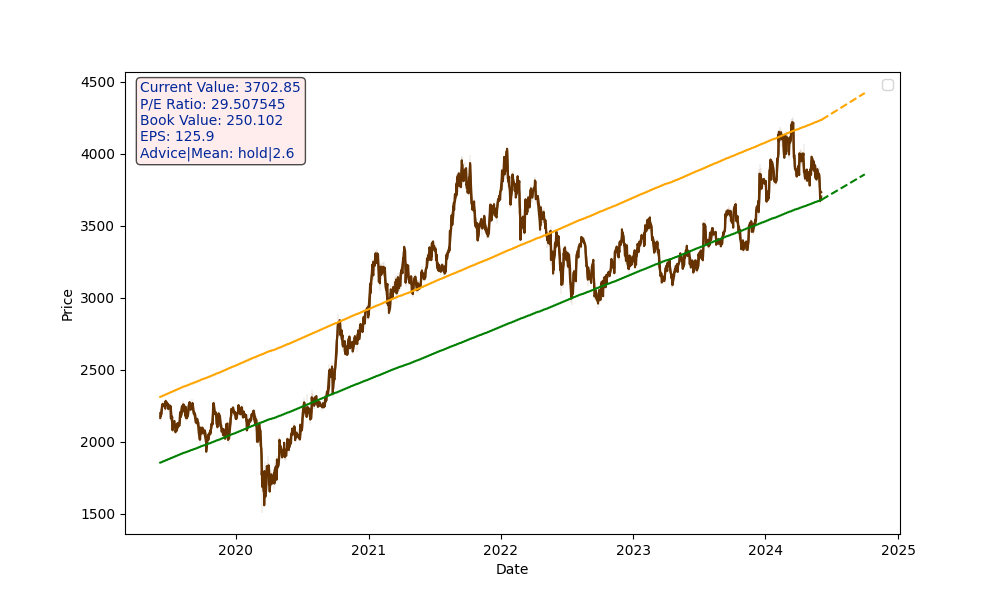 Current Value: 3702.85
P/E Ratio: 29.507545
Book Value: 250.102
EPS: 125.9
Advice|Mean: hold|2.6
4500
4000
3500
3000
2500
2000
1500
Price
2020
2021
2022
2023
2024
2025
Date